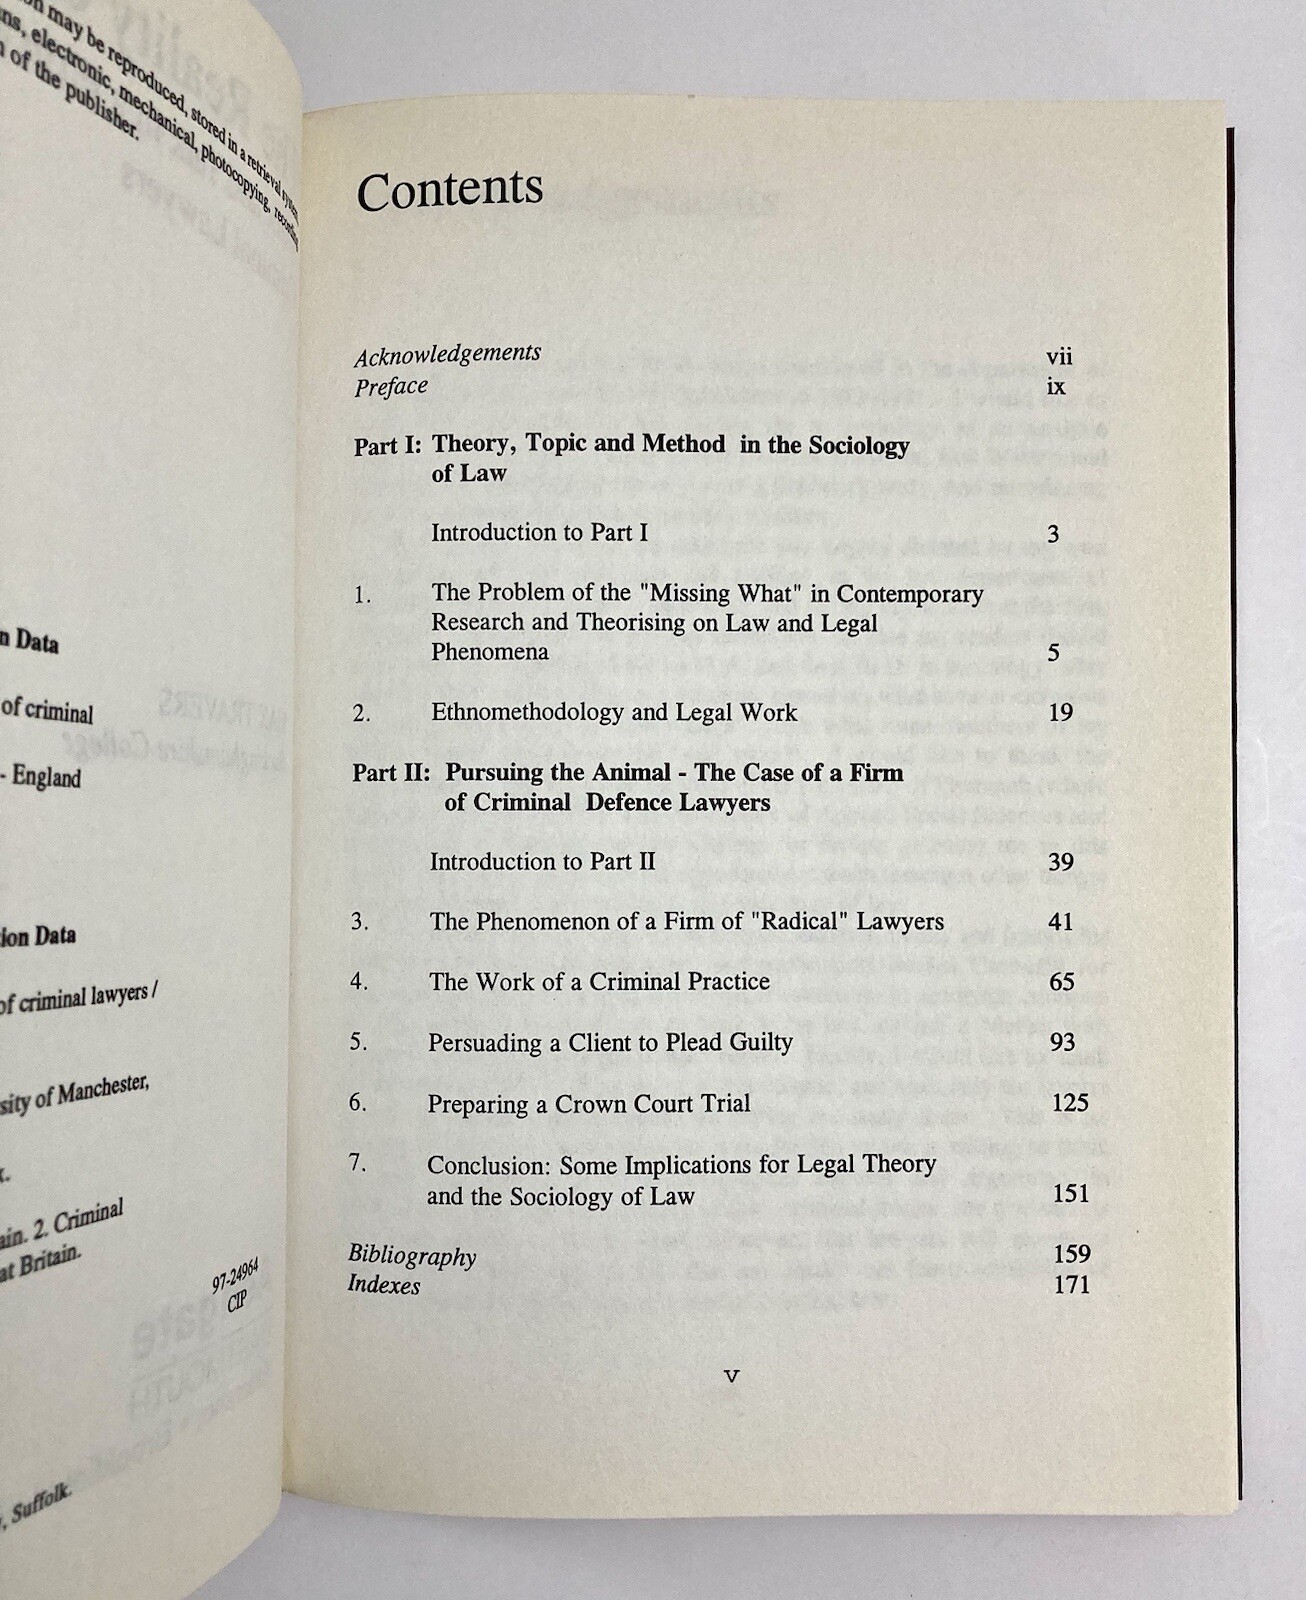 may be reproduced, stored in a retrieval
electronic, mechanical, photocopying,
of the publisher.
Data
of criminal
- England
Data
of criminal lawyers /
of Manchester,
2. Criminal
Britain.
97-24964
CIP
Suffolk.
Contents
Acknowledgements vii
Preface ix
Part I: Theory, Topic and Method in the Sociology
of Law
Introduction to Part I 3
1. The Problem of the "Missing What" in Contemporary
Research and Theorising on Law and Legal
Phenomena 5
2. Ethnomethodology and Legal Work 19
Part II: Pursuing the Animal - The Case of a Firm
of Criminal Defence Lawyers
Introduction to Part II 39
3. The Phenomenon of a Firm of "Radical" Lawyers 41
4. The Work of a Criminal Practice 65
5. Persuading a Client to Plead Guilty 93
6. Preparing a Crown Court Trial 125
7. Conclusion: Some Implications for Legal Theory
and the Sociology of Law 151
Bibliography 159
Indexes 171
v